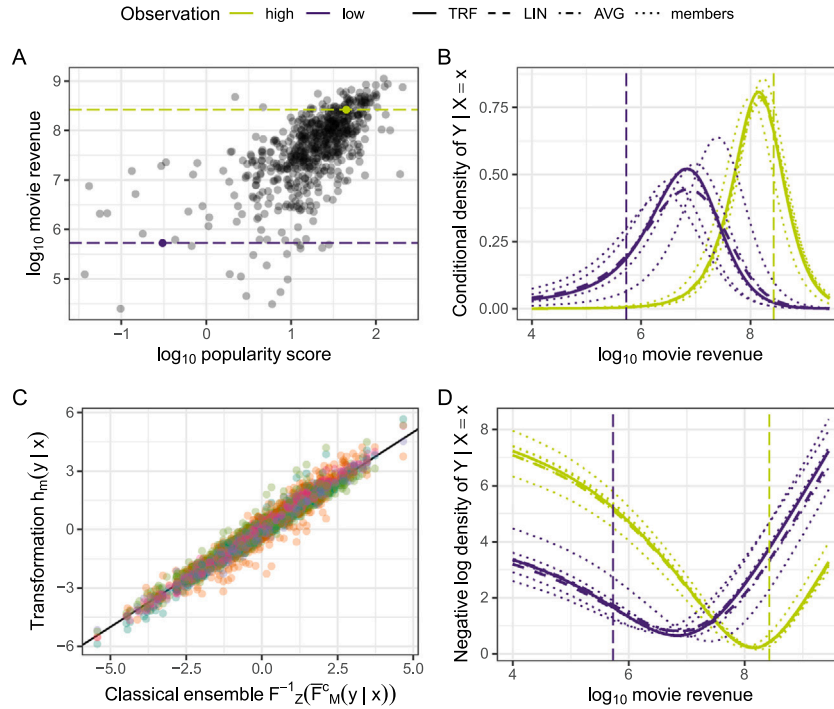 Observation high low TRF LIN AVG members
A
log₁₀ movie revenue
9
8
7
6
5
−1 0 1 2
log₁₀ popularity score
B
Conditional density of Y | X = x
0.75
0.50
0.25
0.00
4 6 8
log₁₀ movie revenue
C
Transformation hₘ(y | x)
6
3
0
−3
−6
−5.0 −2.5 0.0 2.5 5.0
Classical ensemble F⁻¹_Z(F̅ᶜ_M(y | x))
D
Negative log density of Y | X = x
8
6
4
2
0
4 6 8
log₁₀ movie revenue